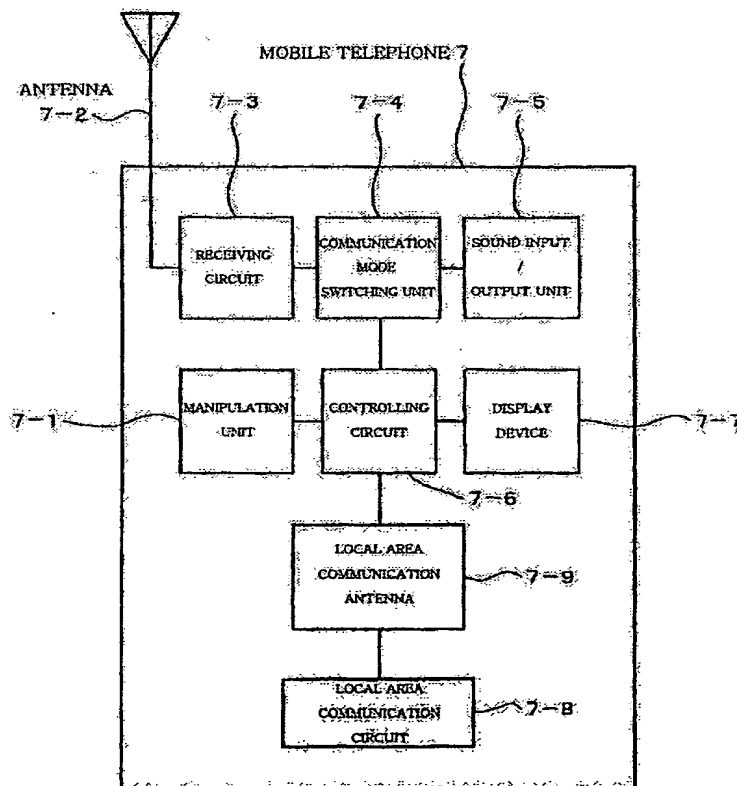 MOBILE TELEPHONE 7
ANTENNA
7-2
7-3
7-4
7-5
RECEIVING
CIRCUIT
COMMUNICATION
MODE
SWITCHING UNIT
SOUND INPUT
/
OUTPUT UNIT
7-1
MANIPULATION
UNIT
CONTROLLING
CIRCUIT
DISPLAY
DEVICE
7-7
7-6
LOCAL AREA
COMMUNICATION
ANTENNA
7-9
LOCAL AREA
COMMUNICATION
CIRCUIT
7-8